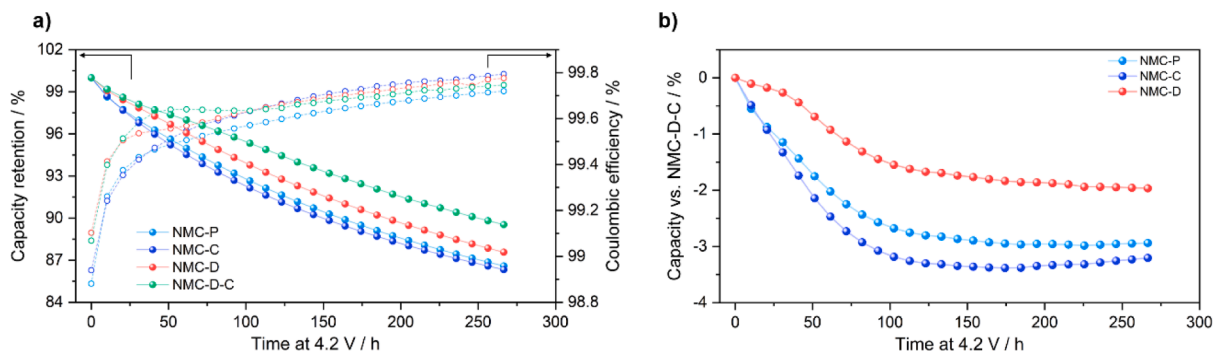 a)
Capacity retention / %
102
99
96
93
90
87
84
NMC-P
NMC-C
NMC-D
NMC-D-C
0
50
100
150
200
250
300
Time at 4.2 V / h
99.8
99.6
99.4
99.2
99
98.8
Coulombic efficiency / %
b)
Capacity vs. NMC-D-C / %
0
-1
-2
-3
-4
NMC-P
NMC-C
NMC-D
0
50
100
150
200
250
300
Time at 4.2 V / h